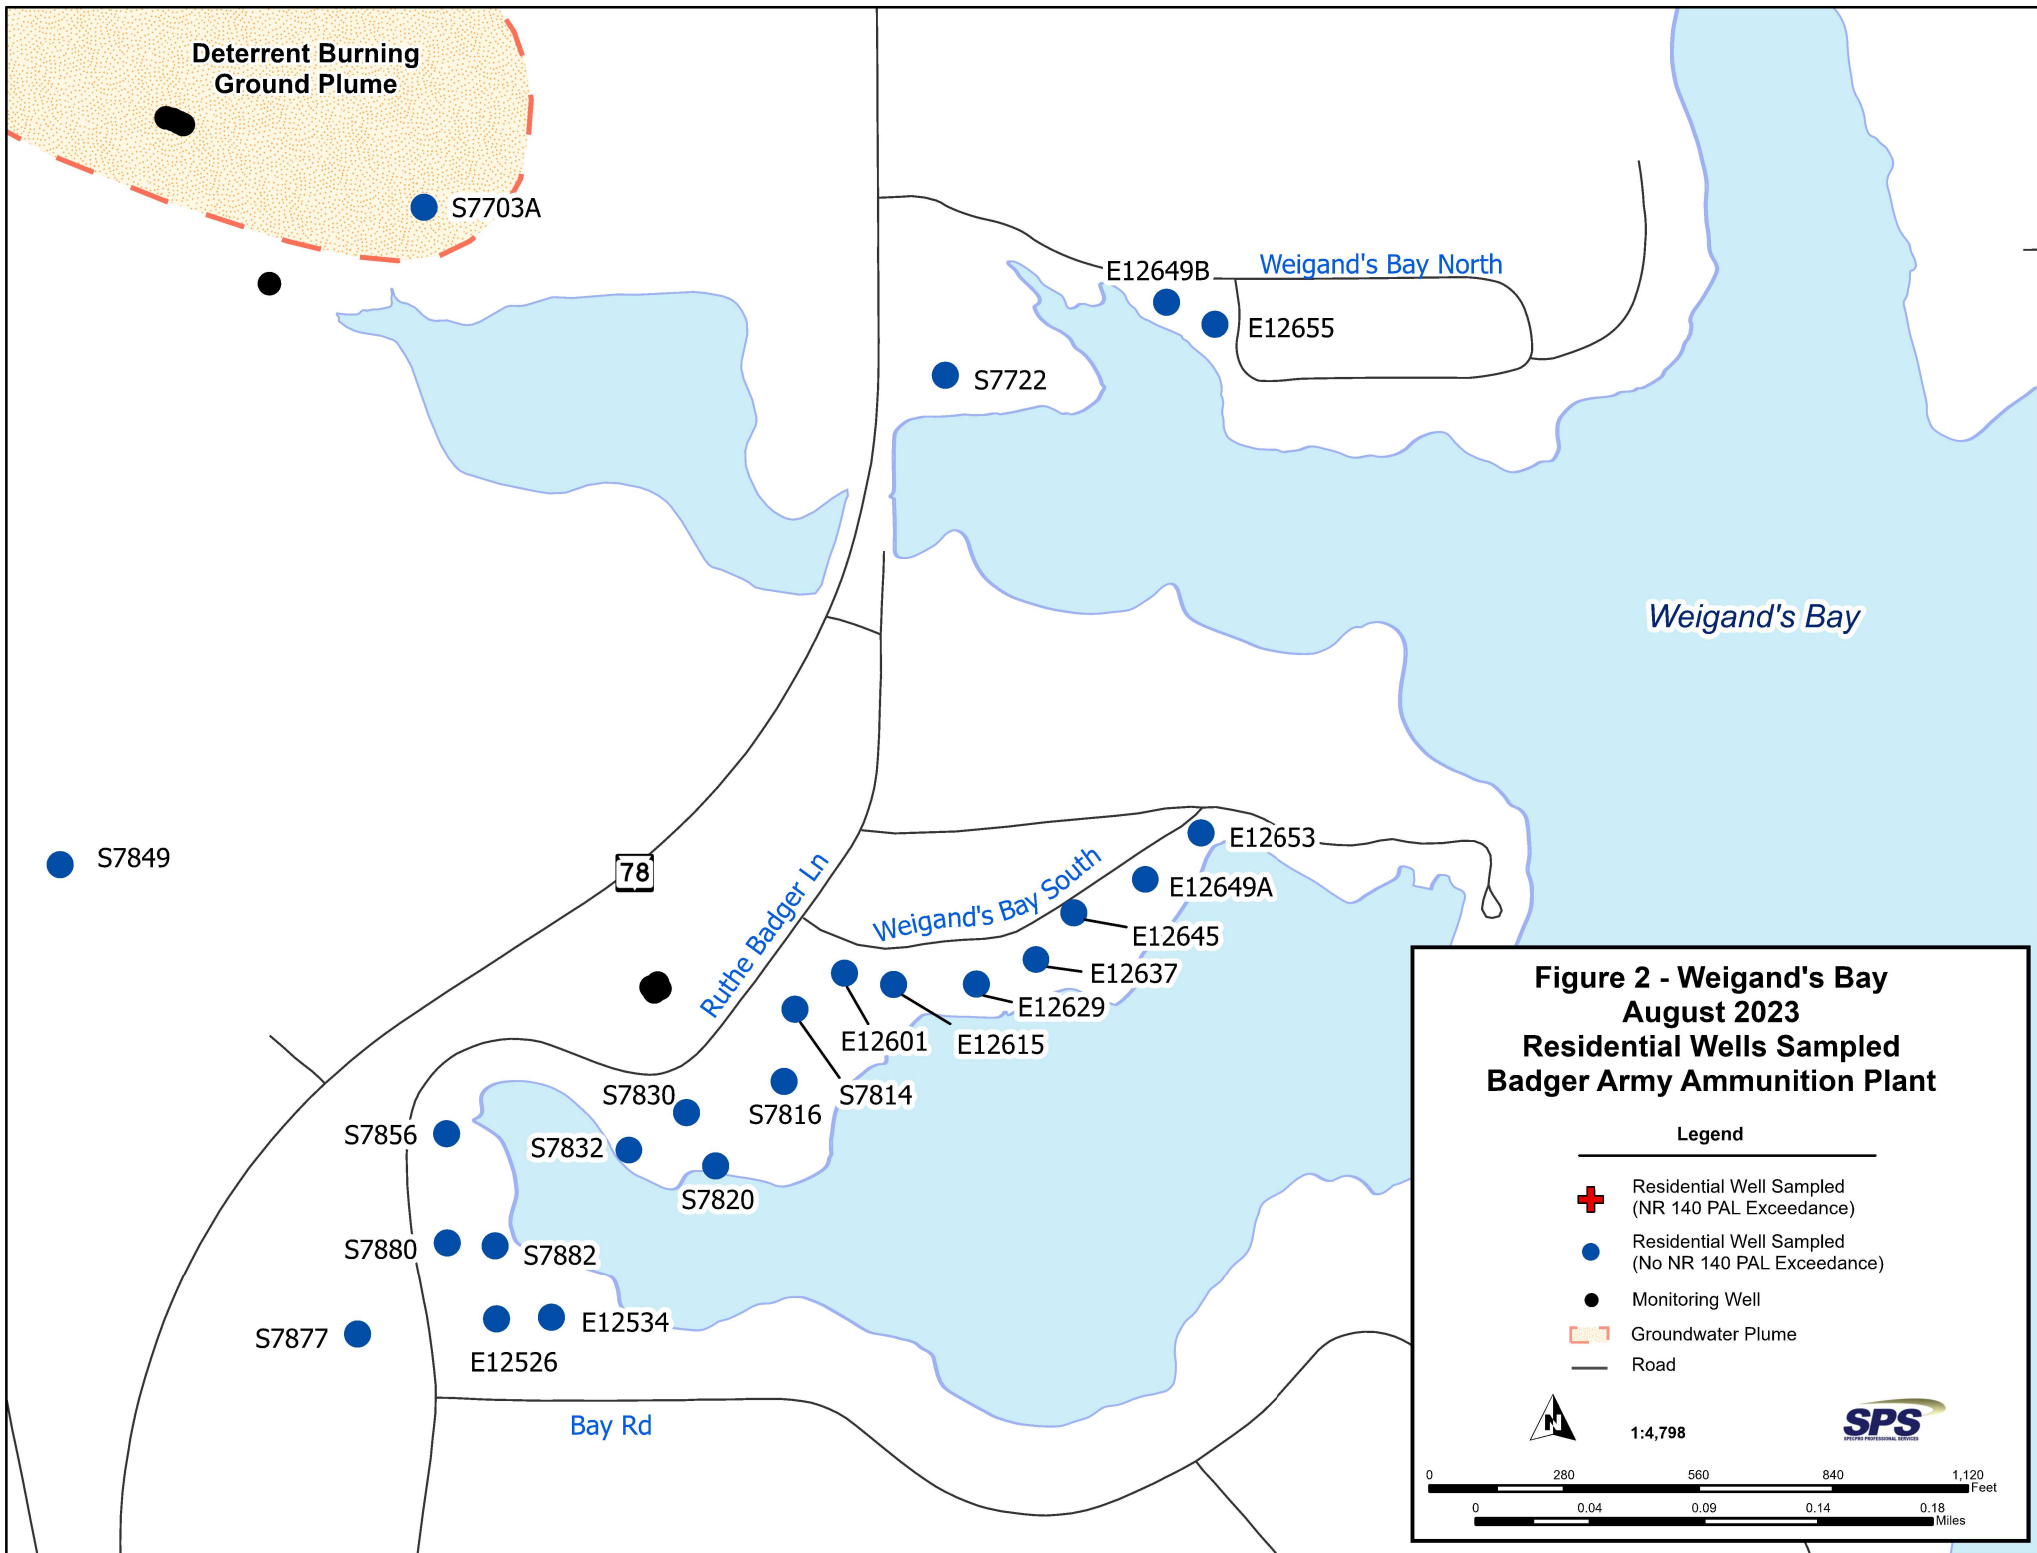 Deterrent Burning
Ground Plume
S7703A
E12649B
Weigand's Bay North
E12655
S7722
Weigand's Bay
S7849
78
Ruthe Badger Ln
Weigand's Bay South
E12653
E12649A
E12645
E12637
E12629
E12601
E12615
S7814
S7816
S7830
S7832
S7820
S7856
S7880
S7882
S7877
E12534
E12526
Bay Rd
Figure 2 - Weigand's Bay
August 2023
Residential Wells Sampled
Badger Army Ammunition Plant
Legend
Residential Well Sampled
(NR 140 PAL Exceedance)
Residential Well Sampled
(No NR 140 PAL Exceedance)
Monitoring Well
Groundwater Plume
Road
N
1:4,798
SPS
SPECPRO PROFESSIONAL SERVICES
0 280 560 840 1,120
Feet
0 0.04 0.09 0.14 0.18
Miles